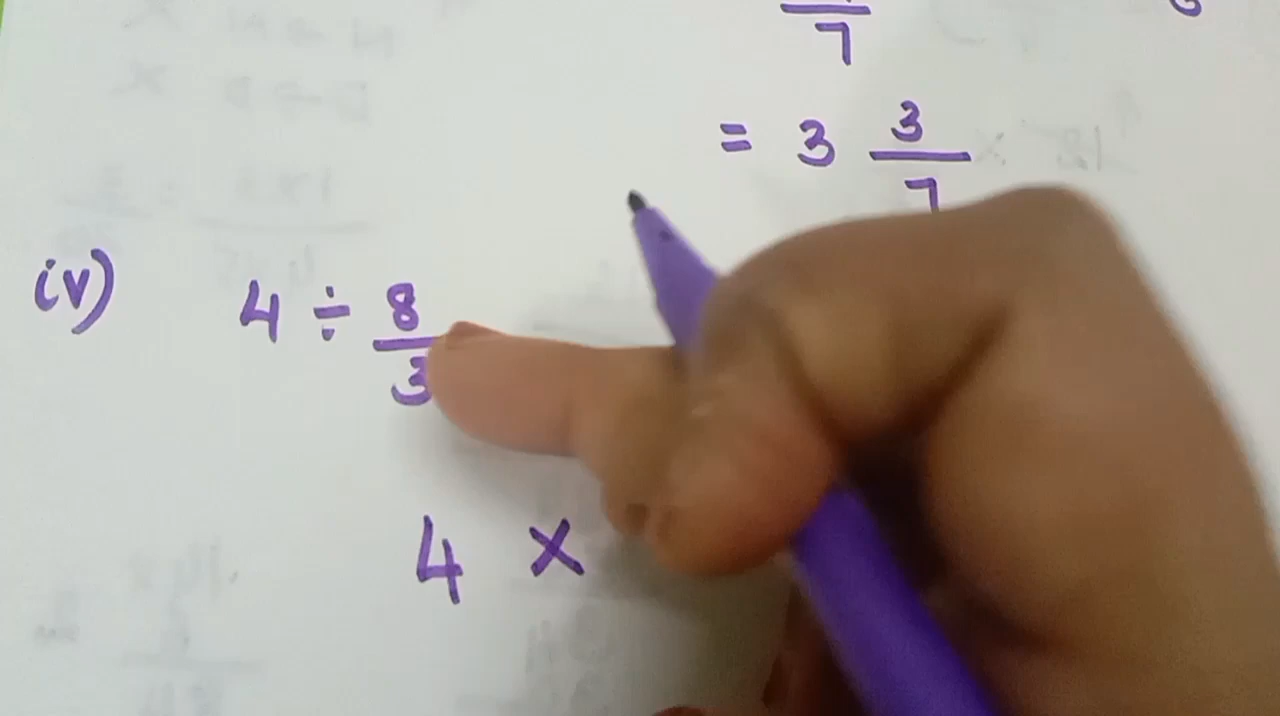 7
= 3 3/7
(iv) 4 ÷ 8/3
4 ×